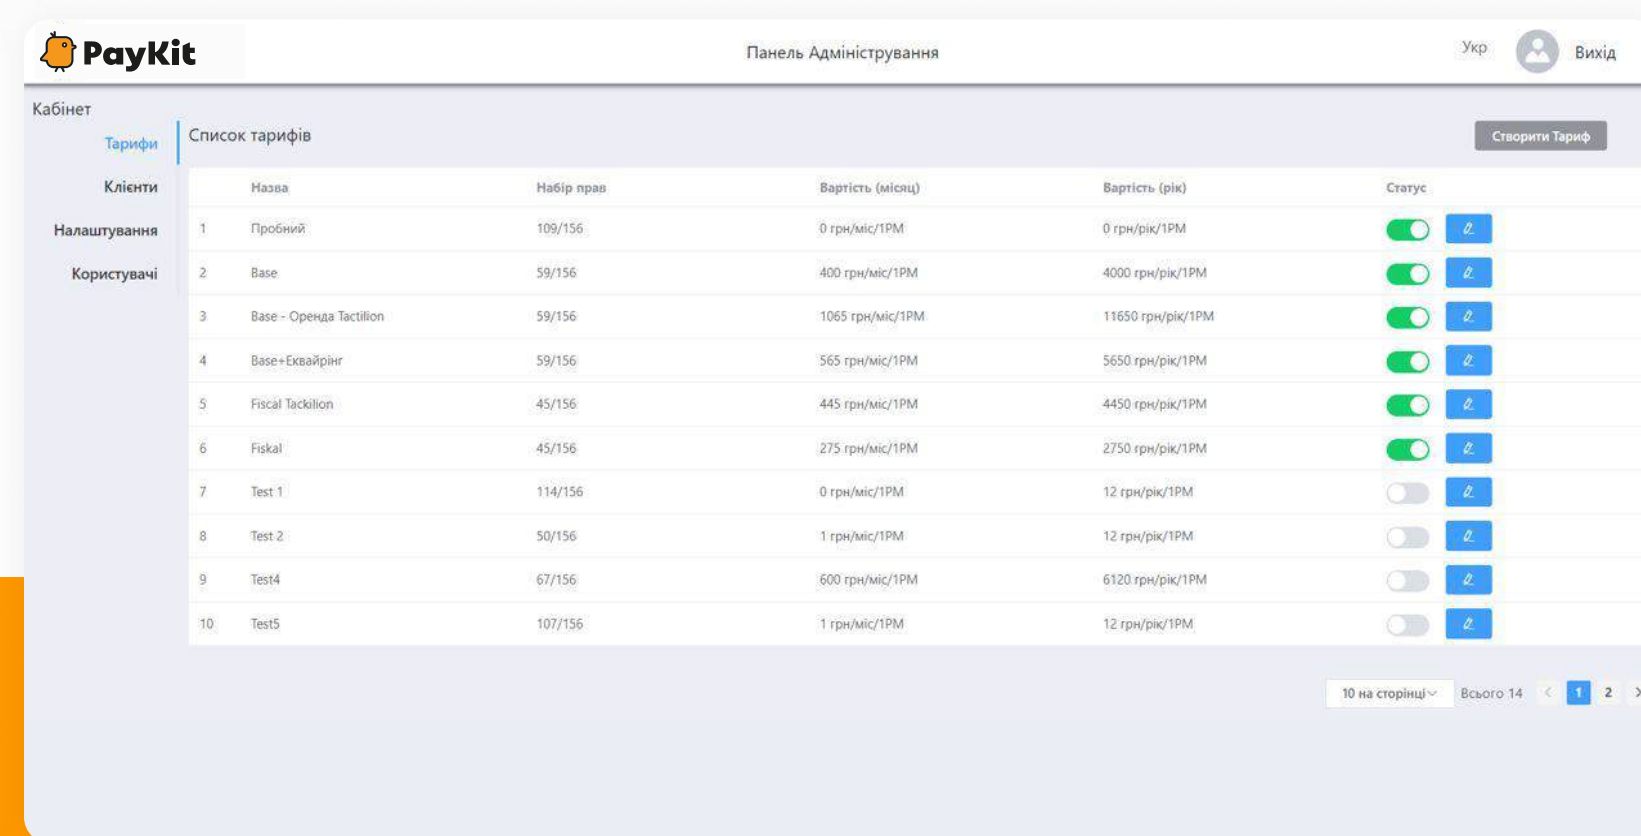 PayKit
Панель Адміністрування
Укр
Вихід
Кабінет
Тарифи
Клієнти
Налаштування
Користувачі
Список тарифів
Створити Тариф
Назва Набір прав Вартість (місяц) Вартість (рік) Статус
1 Пробний 109/156 0 грн/міс/1РМ 0 грн/рік/1РМ
2 Base 59/156 400 грн/міс/1РМ 4000 грн/рік/1РМ
3 Base - Оренда Tactilion 59/156 1065 грн/міс/1РМ 11650 грн/рік/1РМ
4 Base+Еквайрінг 59/156 565 грн/міс/1РМ 5650 грн/рік/1РМ
5 Fiscal Tackilion 45/156 445 грн/міс/1РМ 4450 грн/рік/1РМ
6 Fiskal 45/156 275 грн/міс/1РМ 2750 грн/рік/1РМ
7 Test 1 114/156 0 грн/міс/1РМ 12 грн/рік/1РМ
8 Test 2 50/156 1 грн/міс/1РМ 12 грн/рік/1РМ
9 Test4 67/156 600 грн/міс/1РМ 6120 грн/рік/1РМ
10 Test5 107/156 1 грн/міс/1РМ 12 грн/рік/1РМ
10 на сторінці Всього 14 1 2